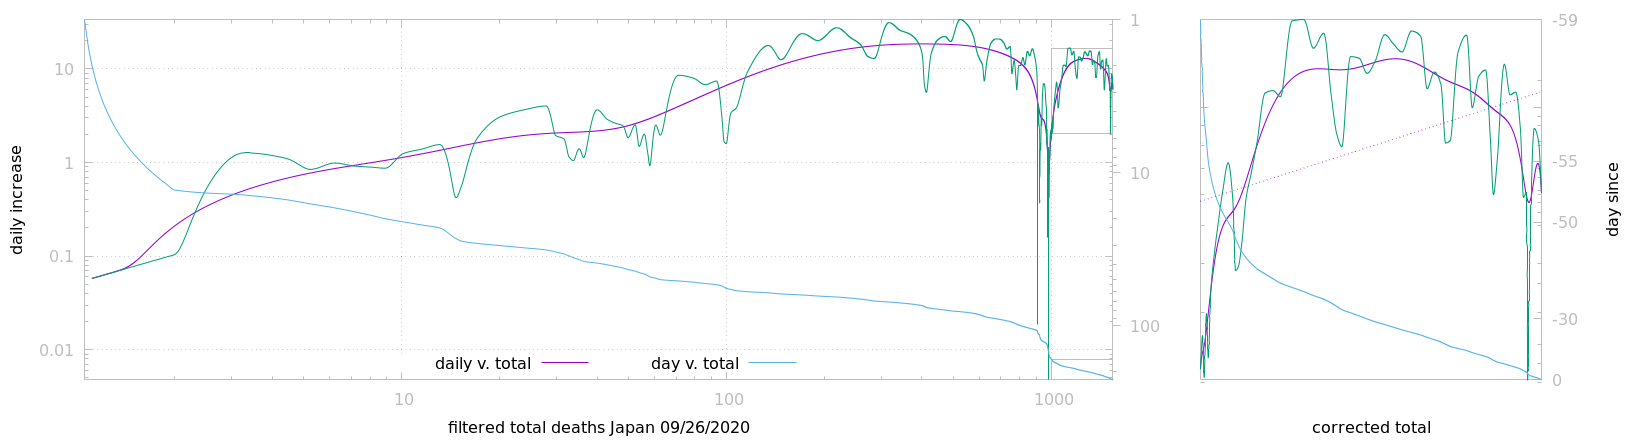 daily increase
10
1
0.1
0.01
daily v. total
day v. total
10
100
1000
filtered total deaths Japan 09/26/2020
1
10
100
-59
-55
-50
-30
0
day since
corrected total